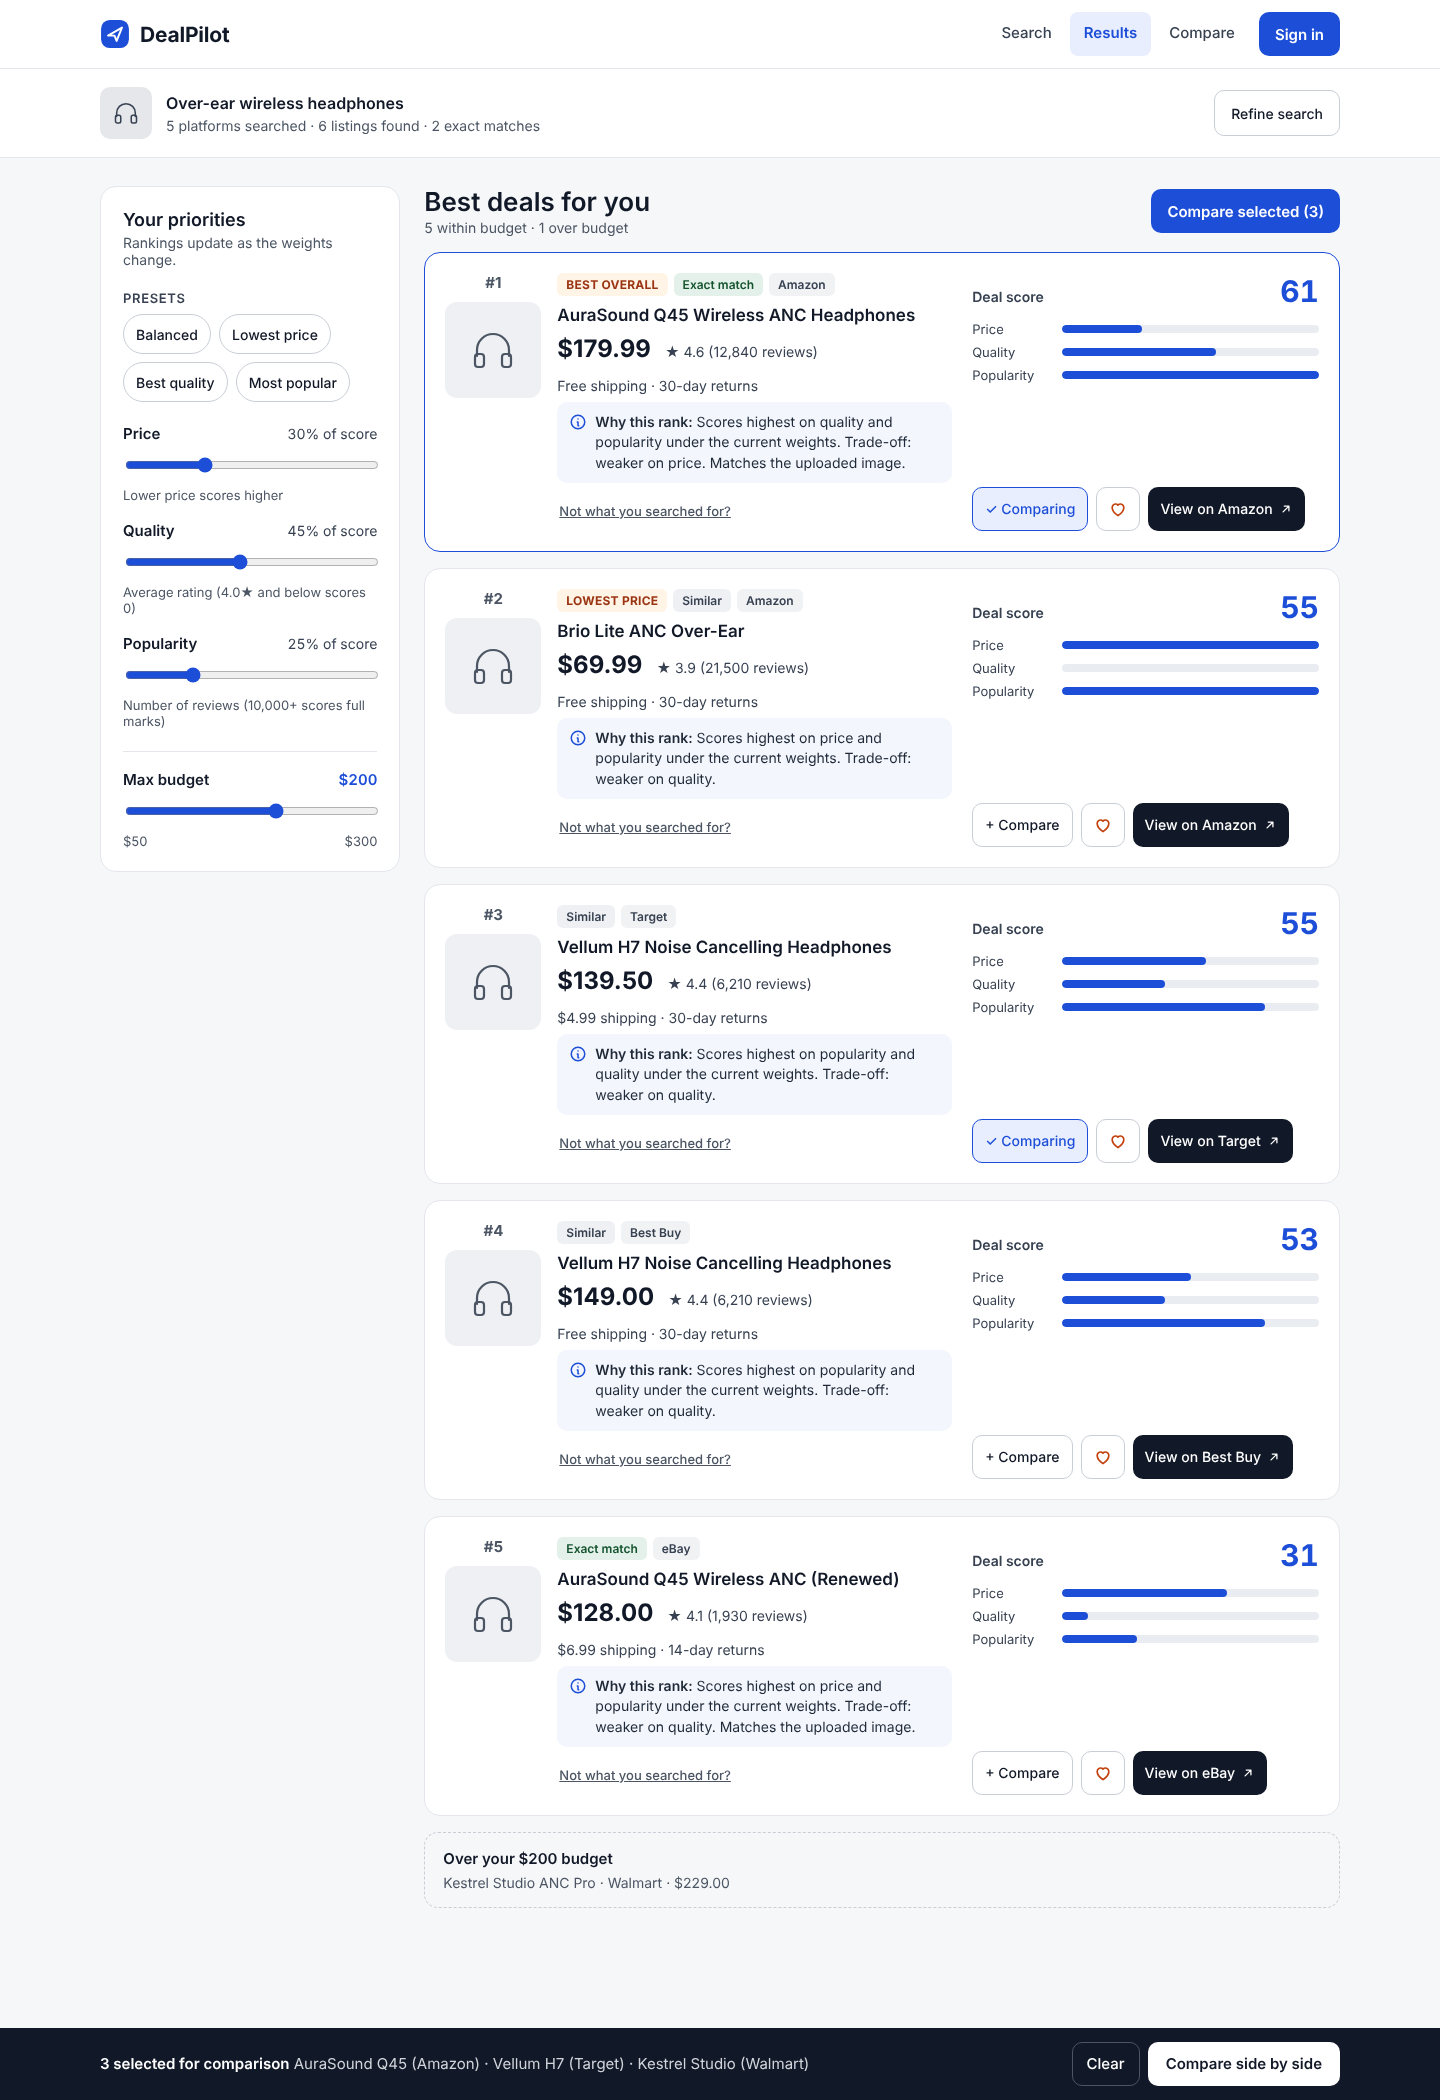 DealPilot
Search
Results
Compare
Sign in
Over-ear wireless headphones
5 platforms searched · 6 listings found · 2 exact matches
Refine search
Your priorities
Rankings update as the weights
change.
PRESETS
Balanced
Lowest price
Best quality
Most popular
Price
30% of score
Lower price scores higher
Quality
45% of score
Average rating (4.0★ and below scores
0)
Popularity
25% of score
Number of reviews (10,000+ scores full
marks)
Max budget
$200
$50
$300
Best deals for you
5 within budget · 1 over budget
Compare selected (3)
#1
BEST OVERALL
Exact match
Amazon
AuraSound Q45 Wireless ANC Headphones
$179.99
★ 4.6 (12,840 reviews)
Free shipping · 30-day returns
Why this rank: Scores highest on quality and
popularity under the current weights. Trade-off:
weaker on price. Matches the uploaded image.
Not what you searched for?
Deal score
61
Price
Quality
Popularity
✓ Comparing
View on Amazon ↗
#2
LOWEST PRICE
Similar
Amazon
Brio Lite ANC Over-Ear
$69.99
★ 3.9 (21,500 reviews)
Free shipping · 30-day returns
Why this rank: Scores highest on price and
popularity under the current weights. Trade-off:
weaker on quality.
Not what you searched for?
Deal score
55
Price
Quality
Popularity
+ Compare
View on Amazon ↗
#3
Similar
Target
Vellum H7 Noise Cancelling Headphones
$139.50
★ 4.4 (6,210 reviews)
$4.99 shipping · 30-day returns
Why this rank: Scores highest on popularity and
quality under the current weights. Trade-off:
weaker on quality.
Not what you searched for?
Deal score
55
Price
Quality
Popularity
✓ Comparing
View on Target ↗
#4
Similar
Best Buy
Vellum H7 Noise Cancelling Headphones
$149.00
★ 4.4 (6,210 reviews)
Free shipping · 30-day returns
Why this rank: Scores highest on popularity and
quality under the current weights. Trade-off:
weaker on quality.
Not what you searched for?
Deal score
53
Price
Quality
Popularity
+ Compare
View on Best Buy ↗
#5
Exact match
eBay
AuraSound Q45 Wireless ANC (Renewed)
$128.00
★ 4.1 (1,930 reviews)
$6.99 shipping · 14-day returns
Why this rank: Scores highest on price and
popularity under the current weights. Trade-off:
weaker on quality. Matches the uploaded image.
Not what you searched for?
Deal score
31
Price
Quality
Popularity
+ Compare
View on eBay ↗
Over your $200 budget
Kestrel Studio ANC Pro · Walmart · $229.00
3 selected for comparison AuraSound Q45 (Amazon) · Vellum H7 (Target) · Kestrel Studio (Walmart)
Clear
Compare side by side